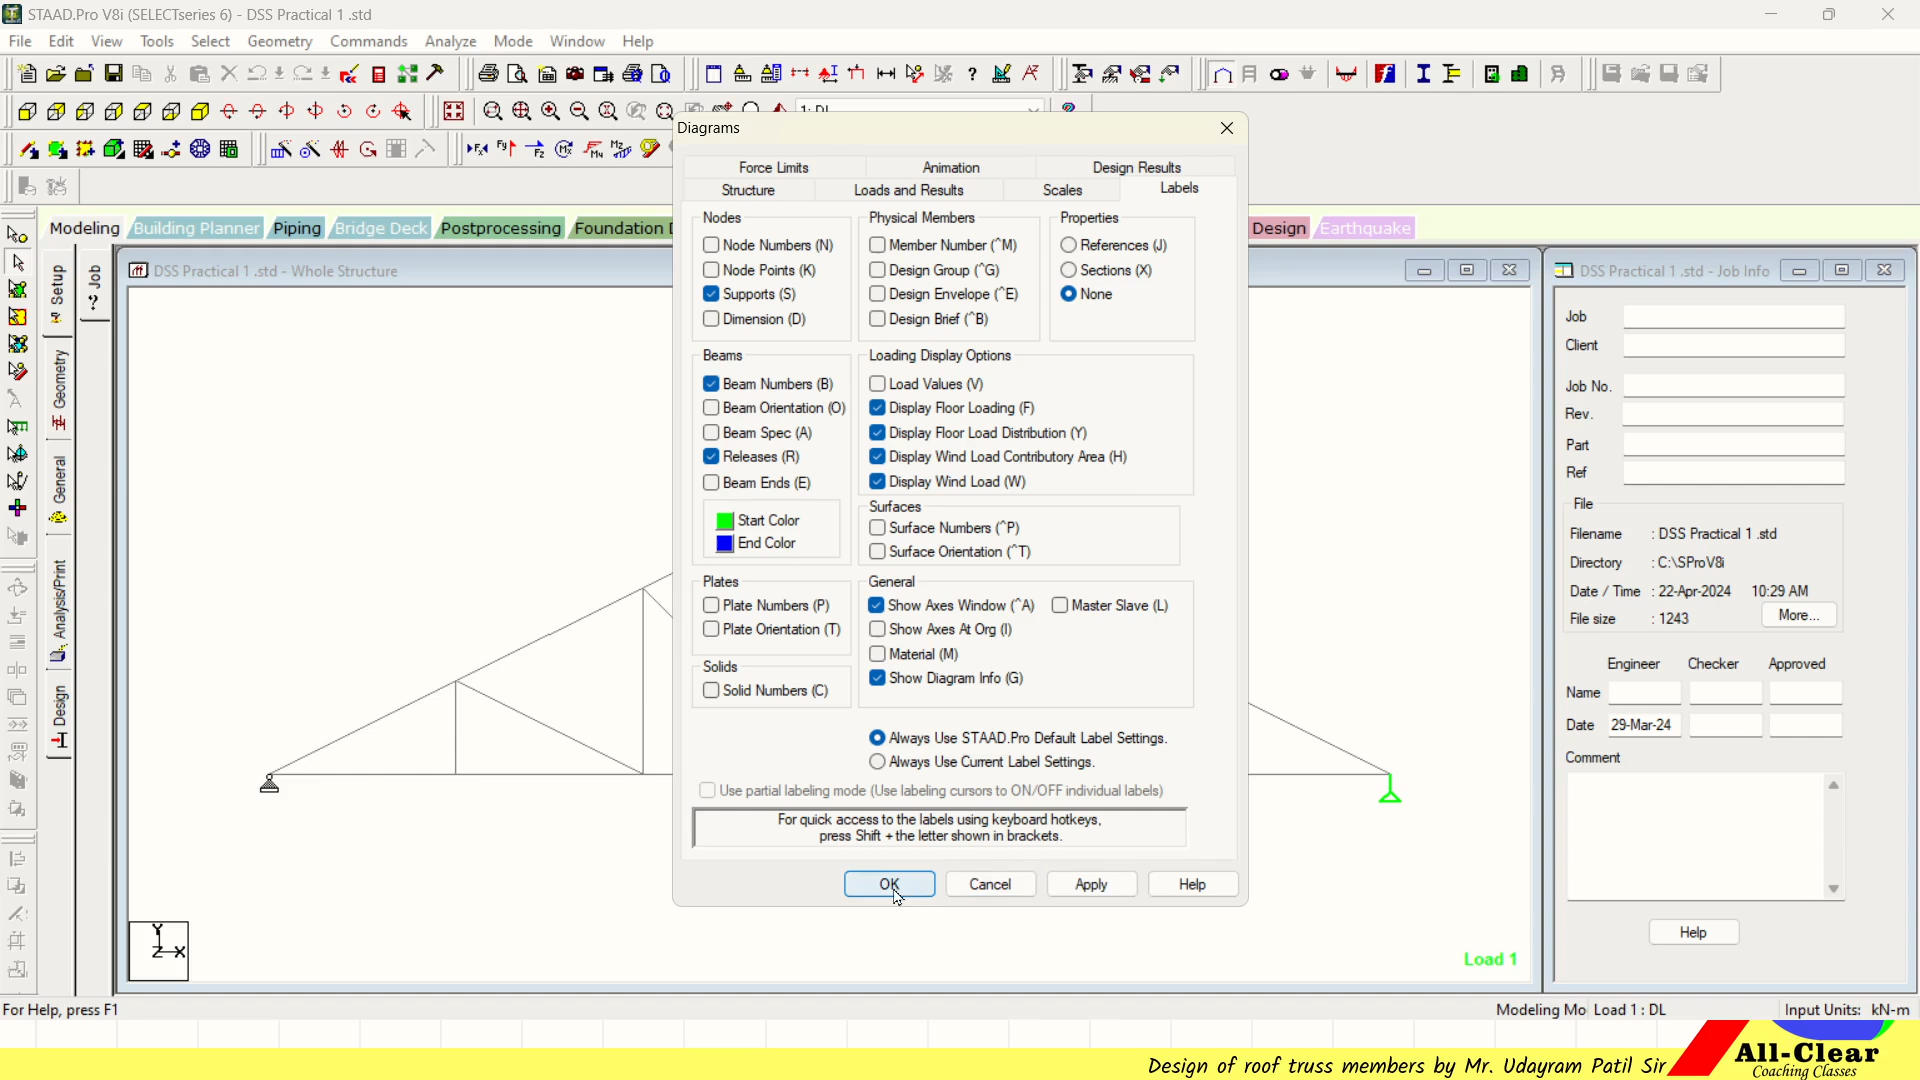 STAAD.Pro V8i (SELECTseries 6) - DSS Practical 1 .std
File Edit View Tools Select Geometry Commands Analyze Mode Window Help
1: DL
Diagrams
Force Limits Animation Design Results
Structure Loads and Results Scales Labels
Modeling Building Planner Piping Bridge Deck Postprocessing Foundation Design Earthquake
Setup
Job
Geometry
General
Analysis/Print
Design
DSS Practical 1 .std - Whole Structure
Nodes
Node Numbers (N)
Node Points (K)
Supports (S)
Dimension (D)
Physical Members
Member Number (^M)
Design Group (^G)
Design Envelope (^E)
Design Brief (^B)
Properties
References (J)
Sections (X)
None
Beams
Beam Numbers (B)
Beam Orientation (O)
Beam Spec (A)
Releases (R)
Beam Ends (E)
Start Color
End Color
Loading Display Options
Load Values (V)
Display Floor Loading (F)
Display Floor Load Distribution (Y)
Display Wind Load Contributory Area (H)
Display Wind Load (W)
Surfaces
Surface Numbers (^P)
Surface Orientation (^T)
Plates
Plate Numbers (P)
Plate Orientation (T)
Solids
Solid Numbers (C)
General
Show Axes Window (^A) Master Slave (L)
Show Axes At Org (I)
Material (M)
Show Diagram Info (G)
Always Use STAAD.Pro Default Label Settings.
Always Use Current Label Settings.
Use partial labeling mode (Use labeling cursors to ON/OFF individual labels)
For quick access to the labels using keyboard hotkeys,
press Shift + the letter shown in brackets.
OK Cancel Apply Help
Y
Z X
Load 1
DSS Practical 1 .std - Job Info
Job
Client
Job No.
Rev.
Part
Ref
File
Filename : DSS Practical 1 .std
Directory : C:\SProV8i
Date / Time : 22-Apr-2024 10:29 AM
File size : 1243 More...
Engineer Checker Approved
Name
Date 29-Mar-24
Comment
Help
For Help, press F1 Modeling Mo Load 1 : DL Input Units: kN-m
Design of roof truss members by Mr. Udayram Patil Sir
All-Clear
Coaching Classes